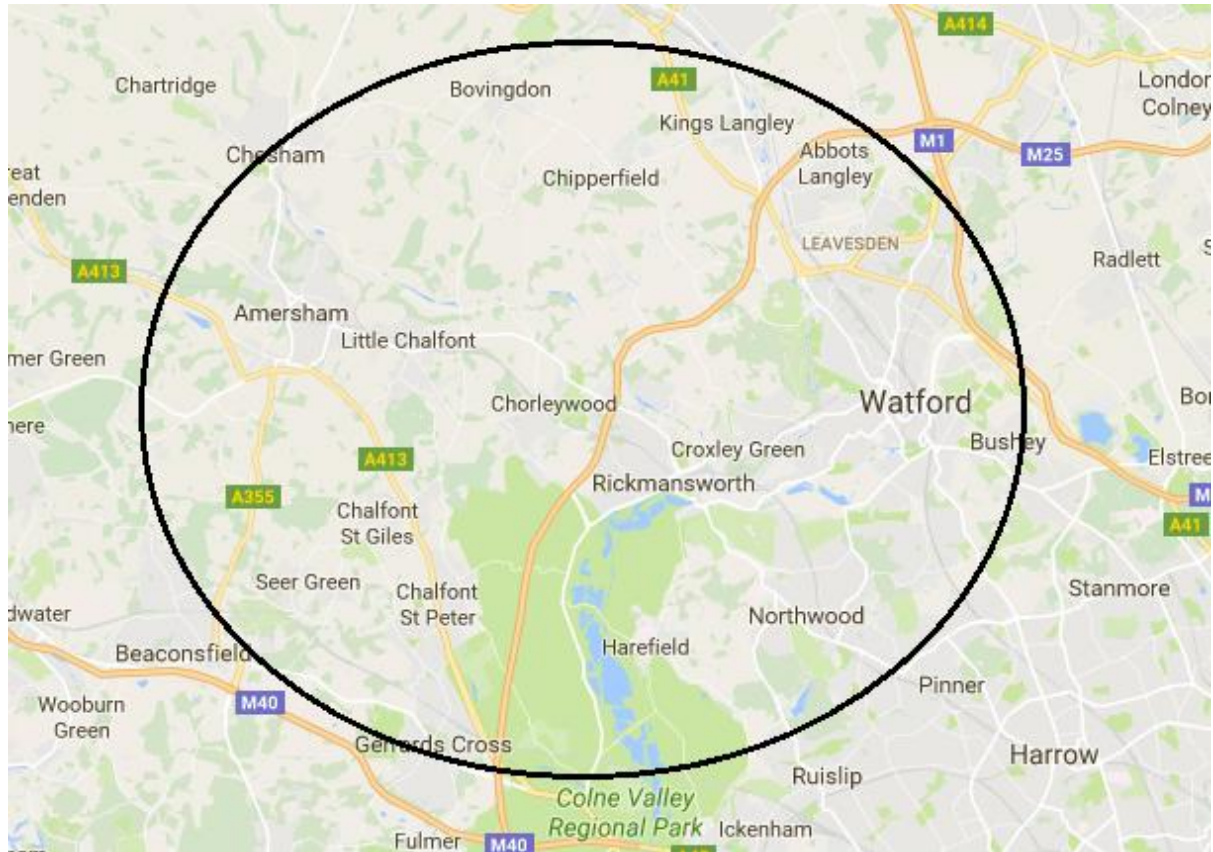 A414
Chartridge
Bovingdon
A41
London
Colney
Kings Langley
M1
Chesham
Abbots
Langley
M25
reat
enden
Chipperfield
LEAVESDEN
Radlett
S
A413
Amersham
Little Chalfont
mer Green
Chorleywood
Watford
Bor
nere
Bushey
Croxley Green
A413
Elstree
Rickmansworth
A355
M
Chalfont
St Giles
A41
Seer Green
Chalfont
St Peter
Stanmore
dwater
Northwood
Harefield
Beaconsfield
Pinner
Wooburn
Green
M40
Gerrards Cross
Harrow
Ruislip
Colne Valley
Regional Park
Ickenham
Fulmer
M40